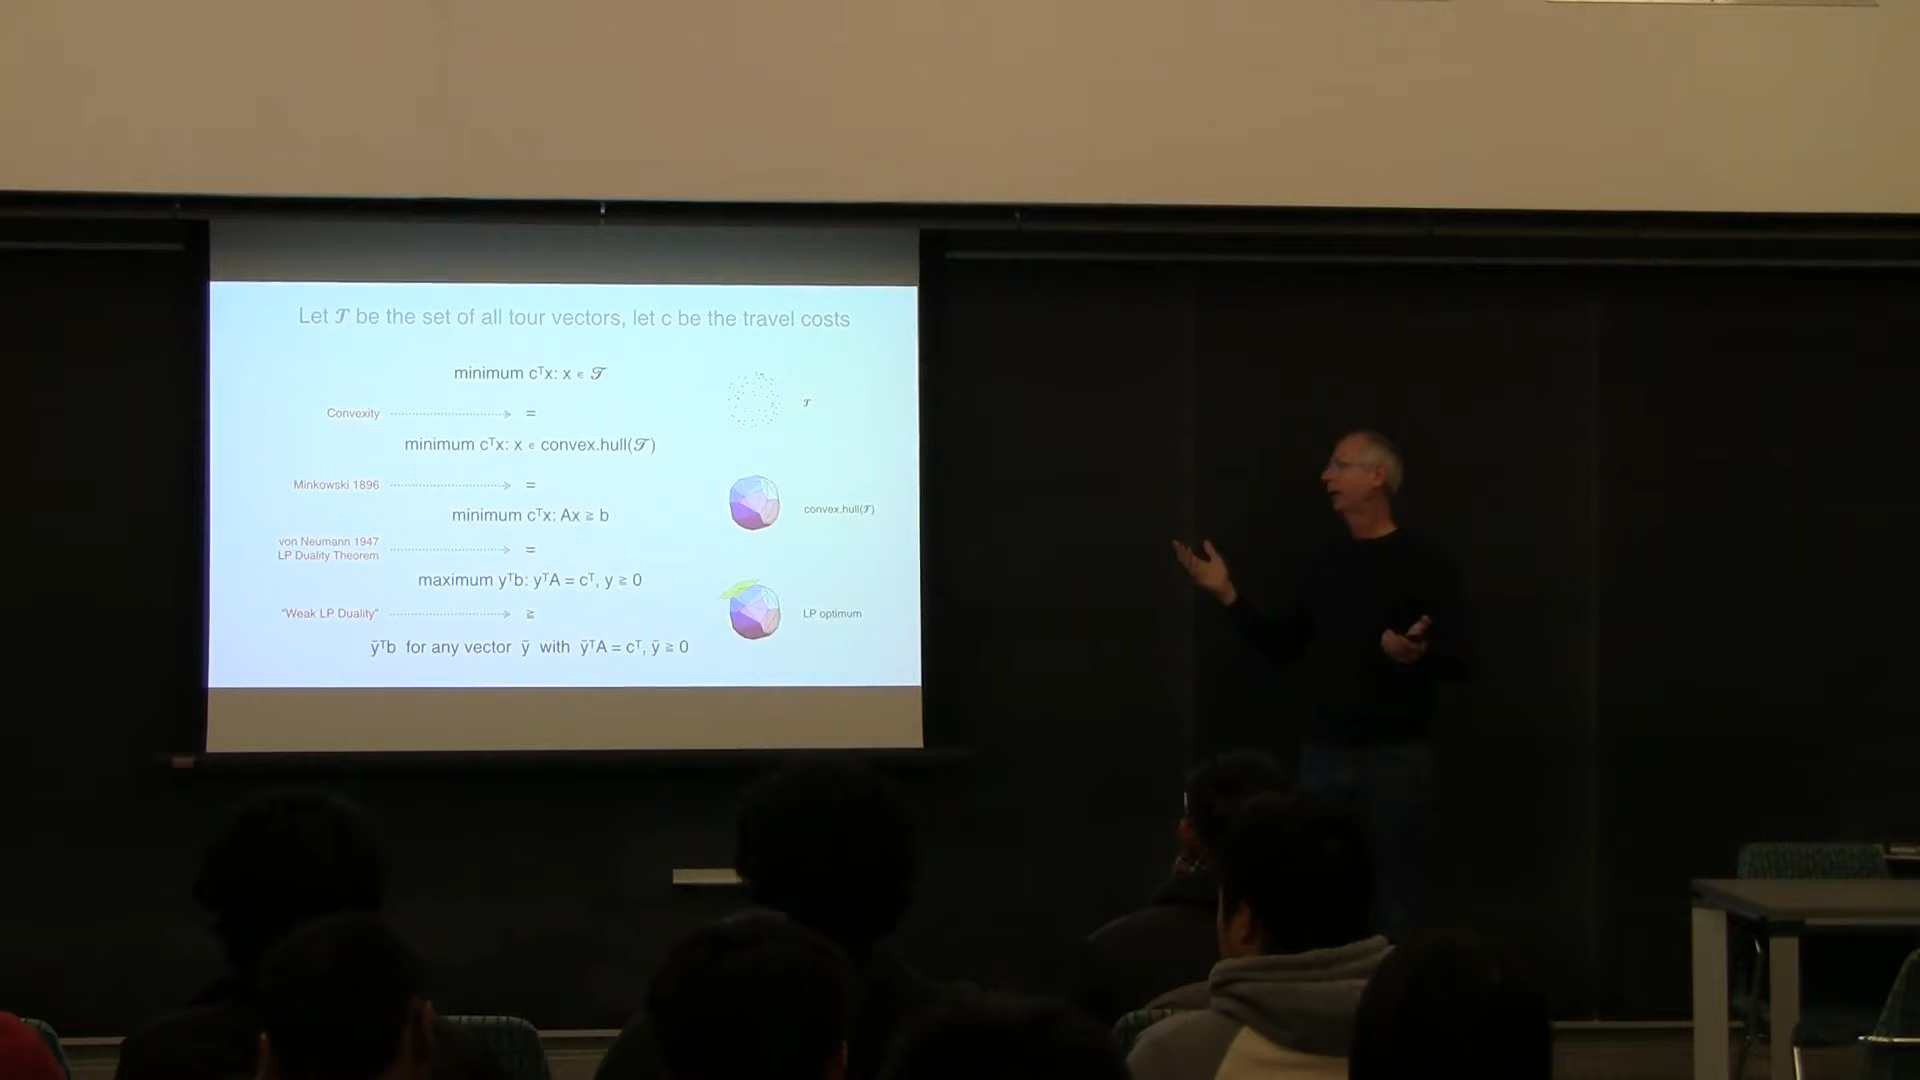 Let 𝒯 be the set of all tour vectors, let c be the travel costs
minimum cᵀx: x ∈ 𝒯
𝒯
Convexity =
minimum cᵀx: x ∈ convex.hull(𝒯)
Minkowski 1896 =
convex.hull(𝒯)
minimum cᵀx: Ax ≧ b
von Neumann 1947
LP Duality Theorem =
maximum yᵀb: yᵀA = cᵀ, y ≧ 0
"Weak LP Duality" ≧
LP optimum
ȳᵀb for any vector ȳ with ȳᵀA = cᵀ, ȳ ≧ 0